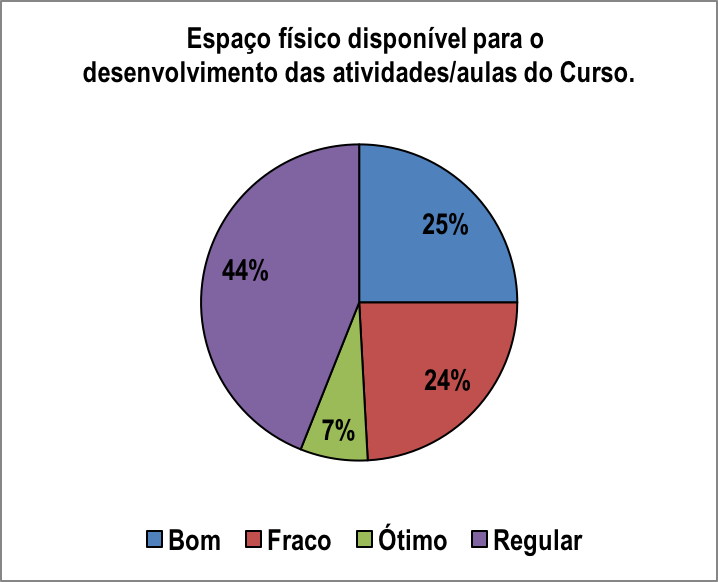 Espaço físico disponível para o
desenvolvimento das atividades/aulas do Curso.
25%
44%
24%
7%
Bom Fraco Ótimo Regular